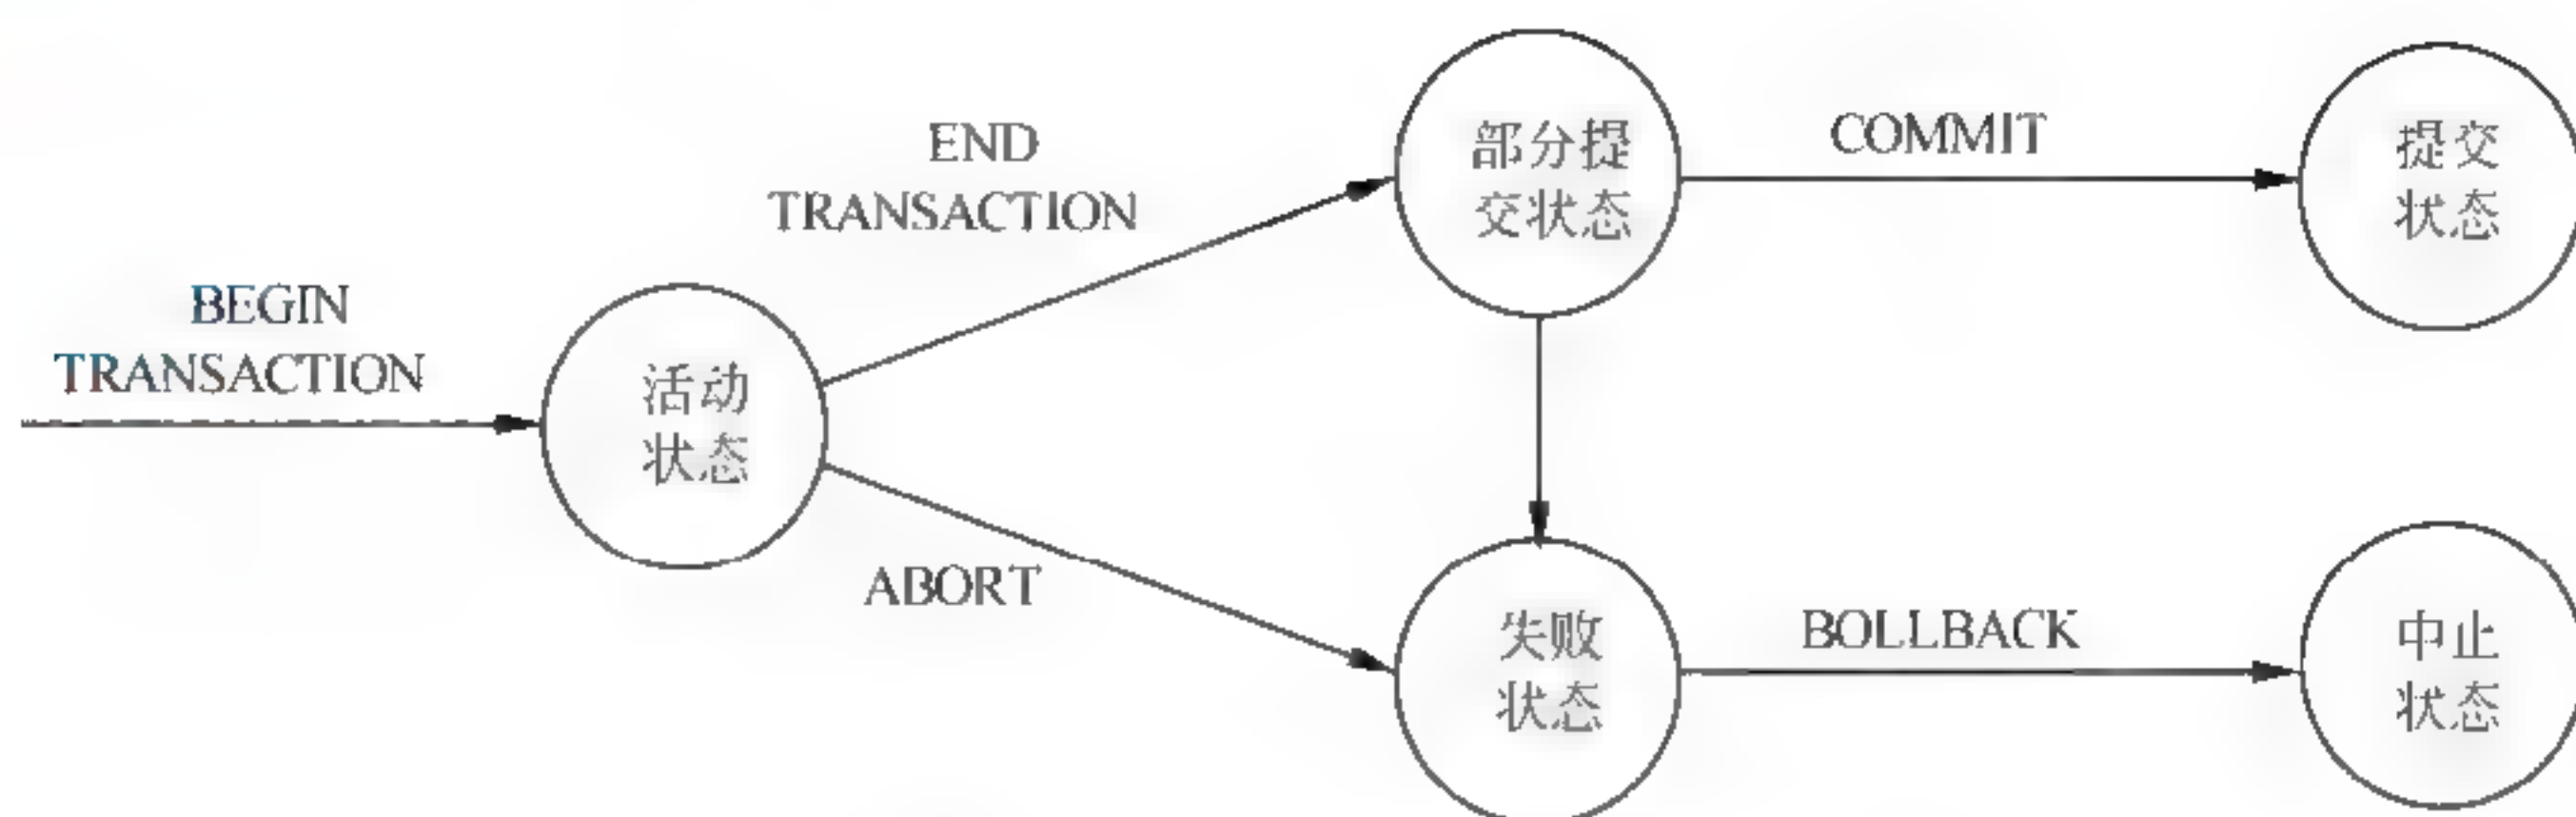 BEGIN
TRANSACTION
活动
状态
END
TRANSACTION
ABORT
部分提
交状态
COMMIT
提交
状态
失败
状态
BOLLBACK
中止
状态